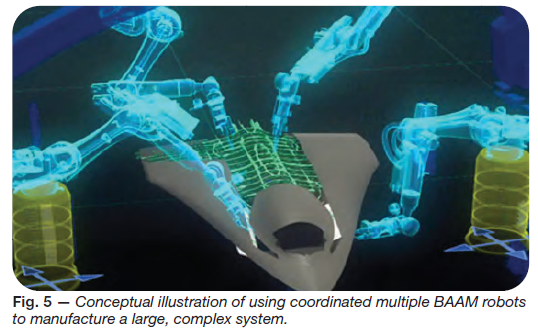 Fig. 5 — Conceptual illustration of using coordinated multiple BAAM robots
to manufacture a large, complex system.